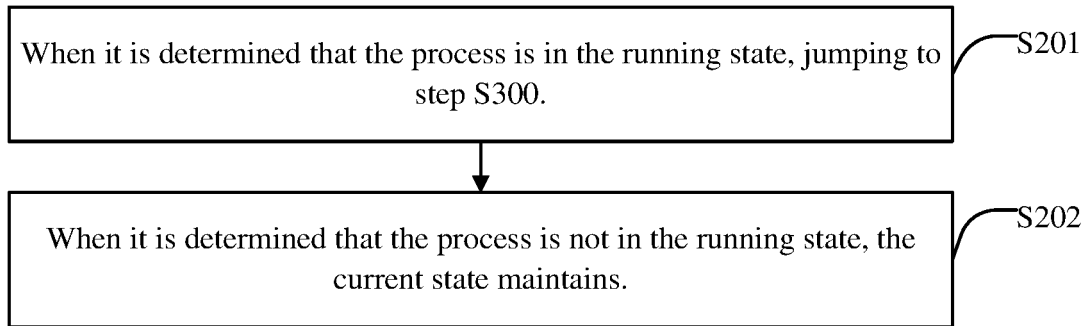 When it is determined that the process is in the running state, jumping to
step S300.
S201
When it is determined that the process is not in the running state, the
current state maintains.
S202